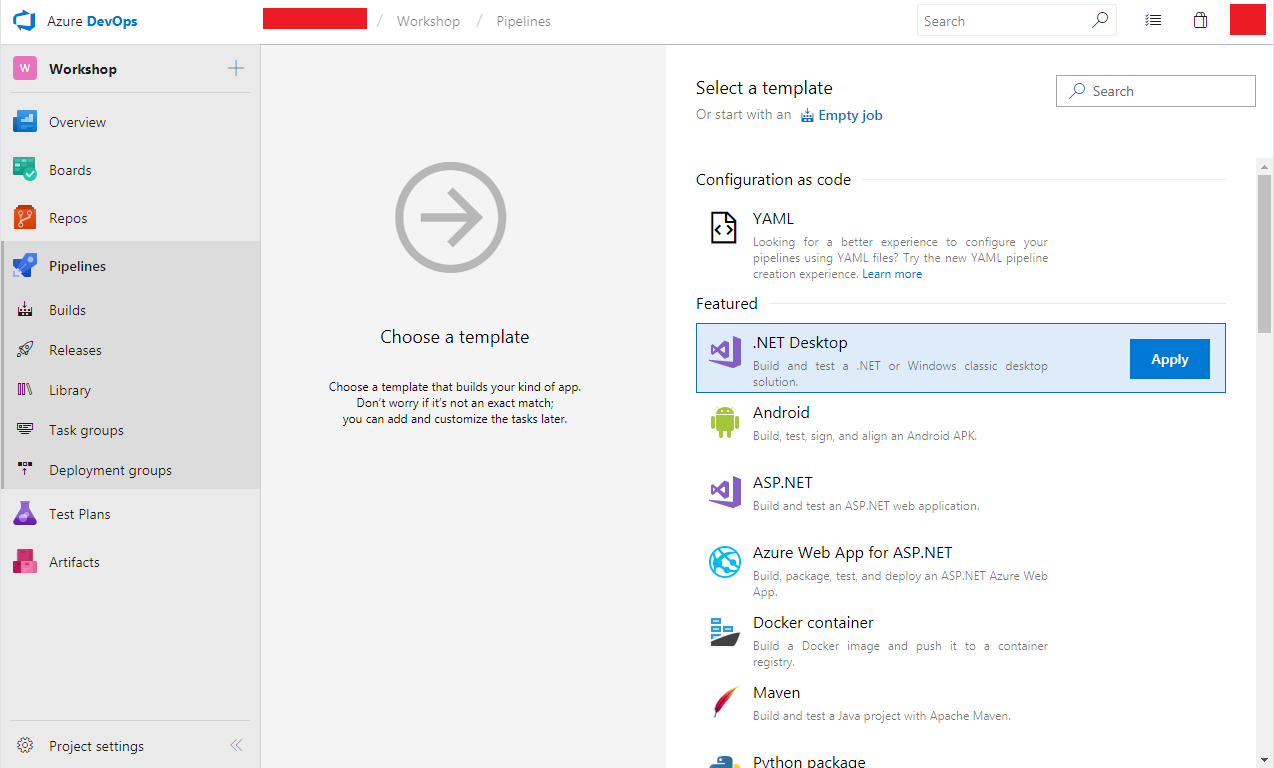 Azure DevOps
/ Workshop / Pipelines
Search
W Workshop
Overview
Boards
Repos
Pipelines
Builds
Releases
Library
Task groups
Deployment groups
Test Plans
Artifacts
Project settings
Choose a template
Choose a template that builds your kind of app.
Don't worry if it's not an exact match;
you can add and customize the tasks later.
Select a template
Or start with an Empty job
Search
Configuration as code
YAML
Looking for a better experience to configure your
pipelines using YAML files? Try the new YAML pipeline
creation experience. Learn more
Featured
.NET Desktop
Build and test a .NET or Windows classic desktop
solution.
Apply
Android
Build, test, sign, and align an Android APK.
ASP.NET
Build and test an ASP.NET web application.
Azure Web App for ASP.NET
Build, package, test, and deploy an ASP.NET Azure Web
App.
Docker container
Build a Docker image and push it to a container
registry.
Maven
Build and test a Java project with Apache Maven.
Python package